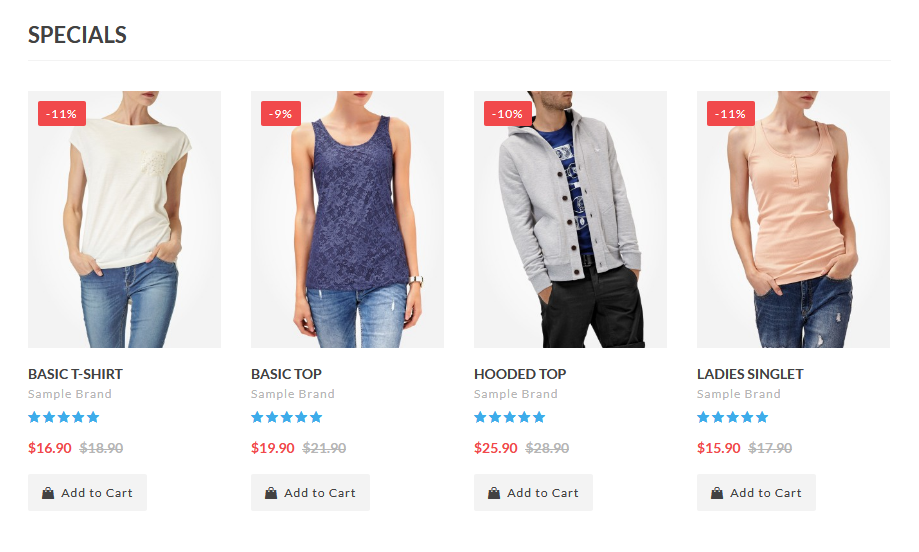 SPECIALS
-11% -9% -10% -11%
BASIC T-SHIRT BASIC TOP HOODED TOP LADIES SINGLET
Sample Brand Sample Brand Sample Brand Sample Brand
$16.90 $18.90 $19.90 $21.90 $25.90 $28.90 $15.90 $17.90
Add to Cart Add to Cart Add to Cart Add to Cart